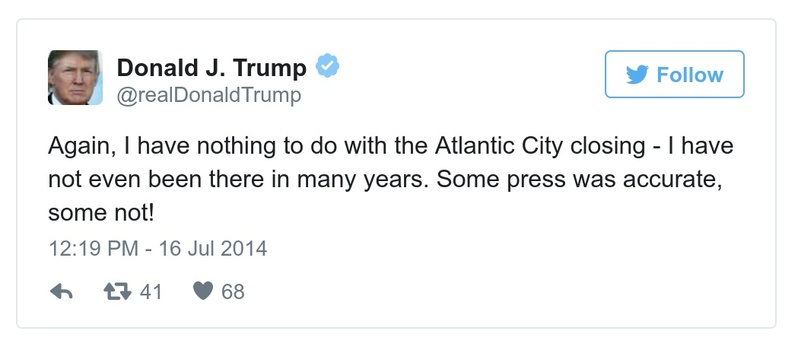 Donald J. Trump
@realDonaldTrump
Follow
Again, I have nothing to do with the Atlantic City closing - I have
not even been there in many years. Some press was accurate,
some not!
12:19 PM - 16 Jul 2014
41 68